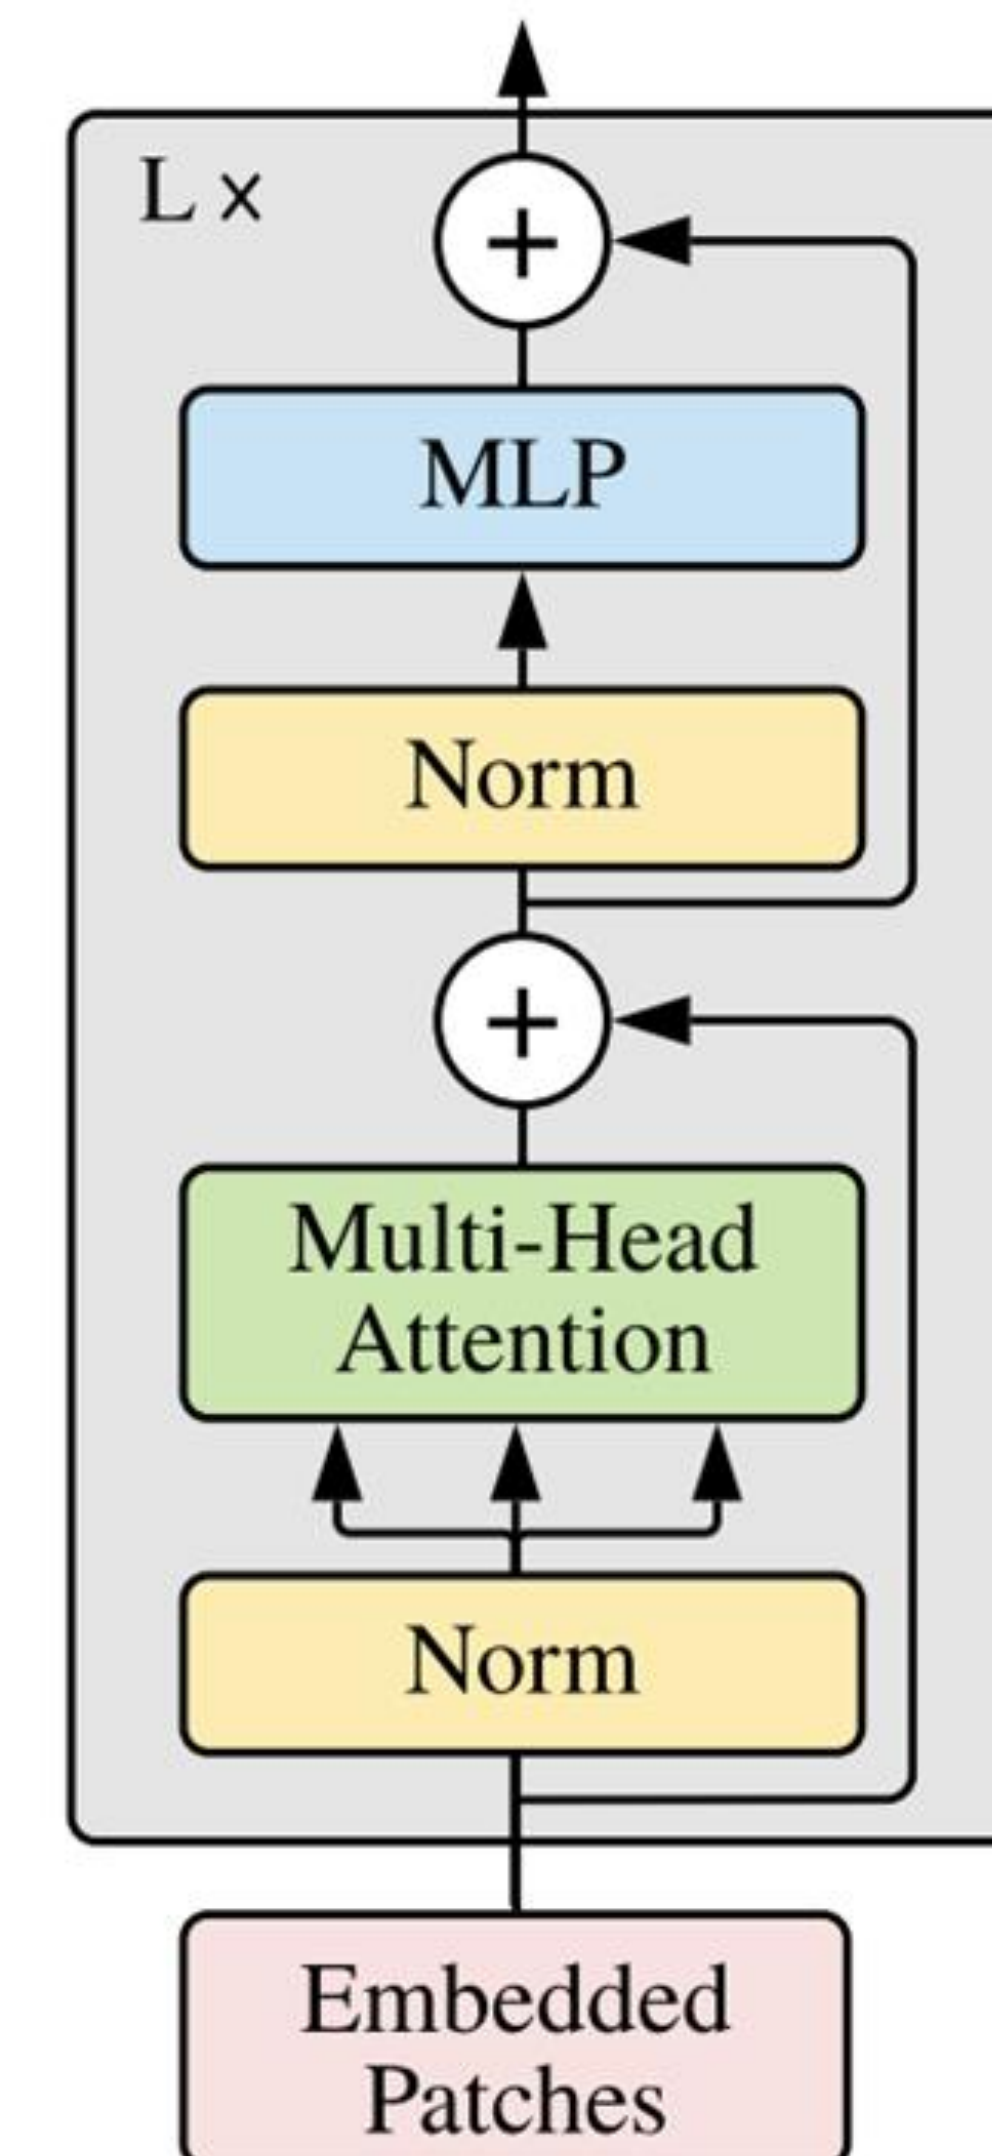 L ×
+
MLP
Norm
+
Multi-Head
Attention
Norm
Embedded
Patches